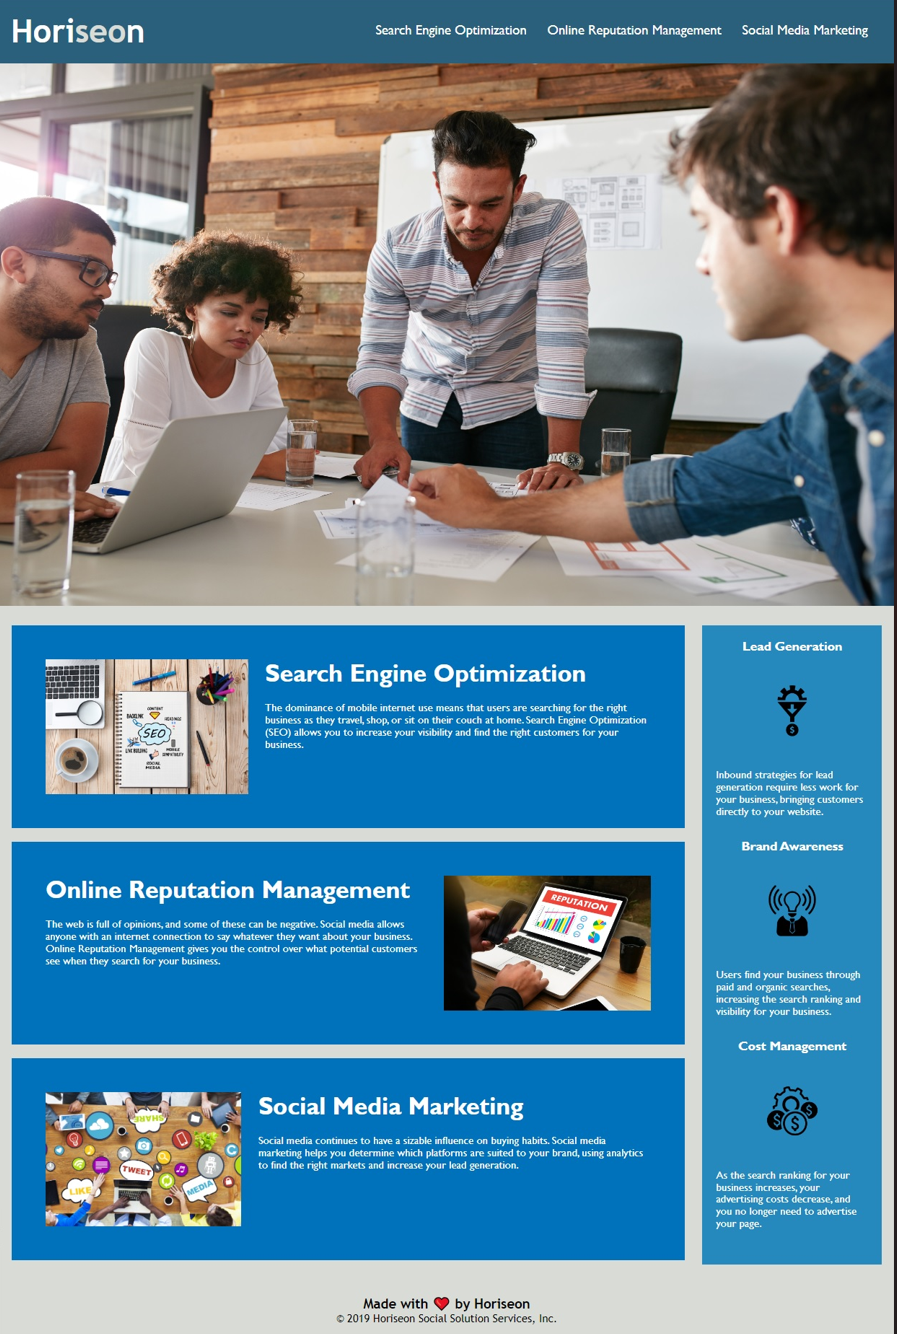 Horiseon
Search Engine Optimization
Online Reputation Management
Social Media Marketing
Search Engine Optimization
The dominance of mobile internet use means that users are searching for the right
business as they travel, shop, or sit on their couch at home. Search Engine Optimization
(SEO) allows you to increase your visibility and find the right customers for your
business.
CONTENT
BACKLINK
SEO
LINK BUILDING
SOCIAL
MEDIA
Online Reputation Management
The web is full of opinions, and some of these can be negative. Social media allows
anyone with an internet connection to say whatever they want about your business.
Online Reputation Management gives you the control over what potential customers
see when they search for your business.
REPUTATION
Social Media Marketing
Social media continues to have a sizable influence on buying habits. Social media
marketing helps you determine which platforms are suited to your brand, using analytics
to find the right markets and increase your lead generation.
SHARE
TWEET
LIKE
MEDIA
Lead Generation
$
Inbound strategies for lead
generation require less work for
your business, bringing customers
directly to your website.
Brand Awareness
Users find your business through
paid and organic searches,
increasing the search ranking and
visibility for your business.
Cost Management
$ $ $
As the search ranking for your
business increases, your
advertising costs decrease, and
you no longer need to advertise
your page.
Made with ❤️ by Horiseon
© 2019 Horiseon Social Solution Services, Inc.